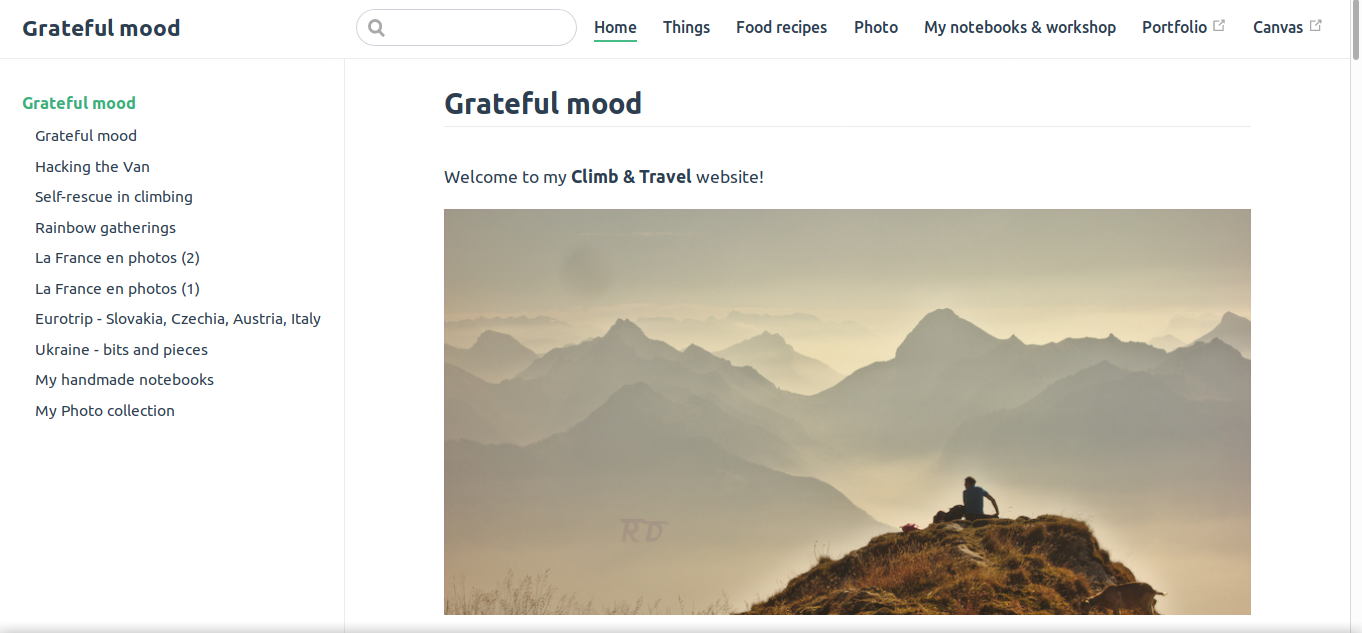 Grateful mood
Home Things Food recipes Photo My notebooks & workshop Portfolio Canvas
Grateful mood
Grateful mood
Hacking the Van
Self-rescue in climbing
Rainbow gatherings
La France en photos (2)
La France en photos (1)
Eurotrip - Slovakia, Czechia, Austria, Italy
Ukraine - bits and pieces
My handmade notebooks
My Photo collection
Grateful mood
Welcome to my Climb & Travel website!
RD